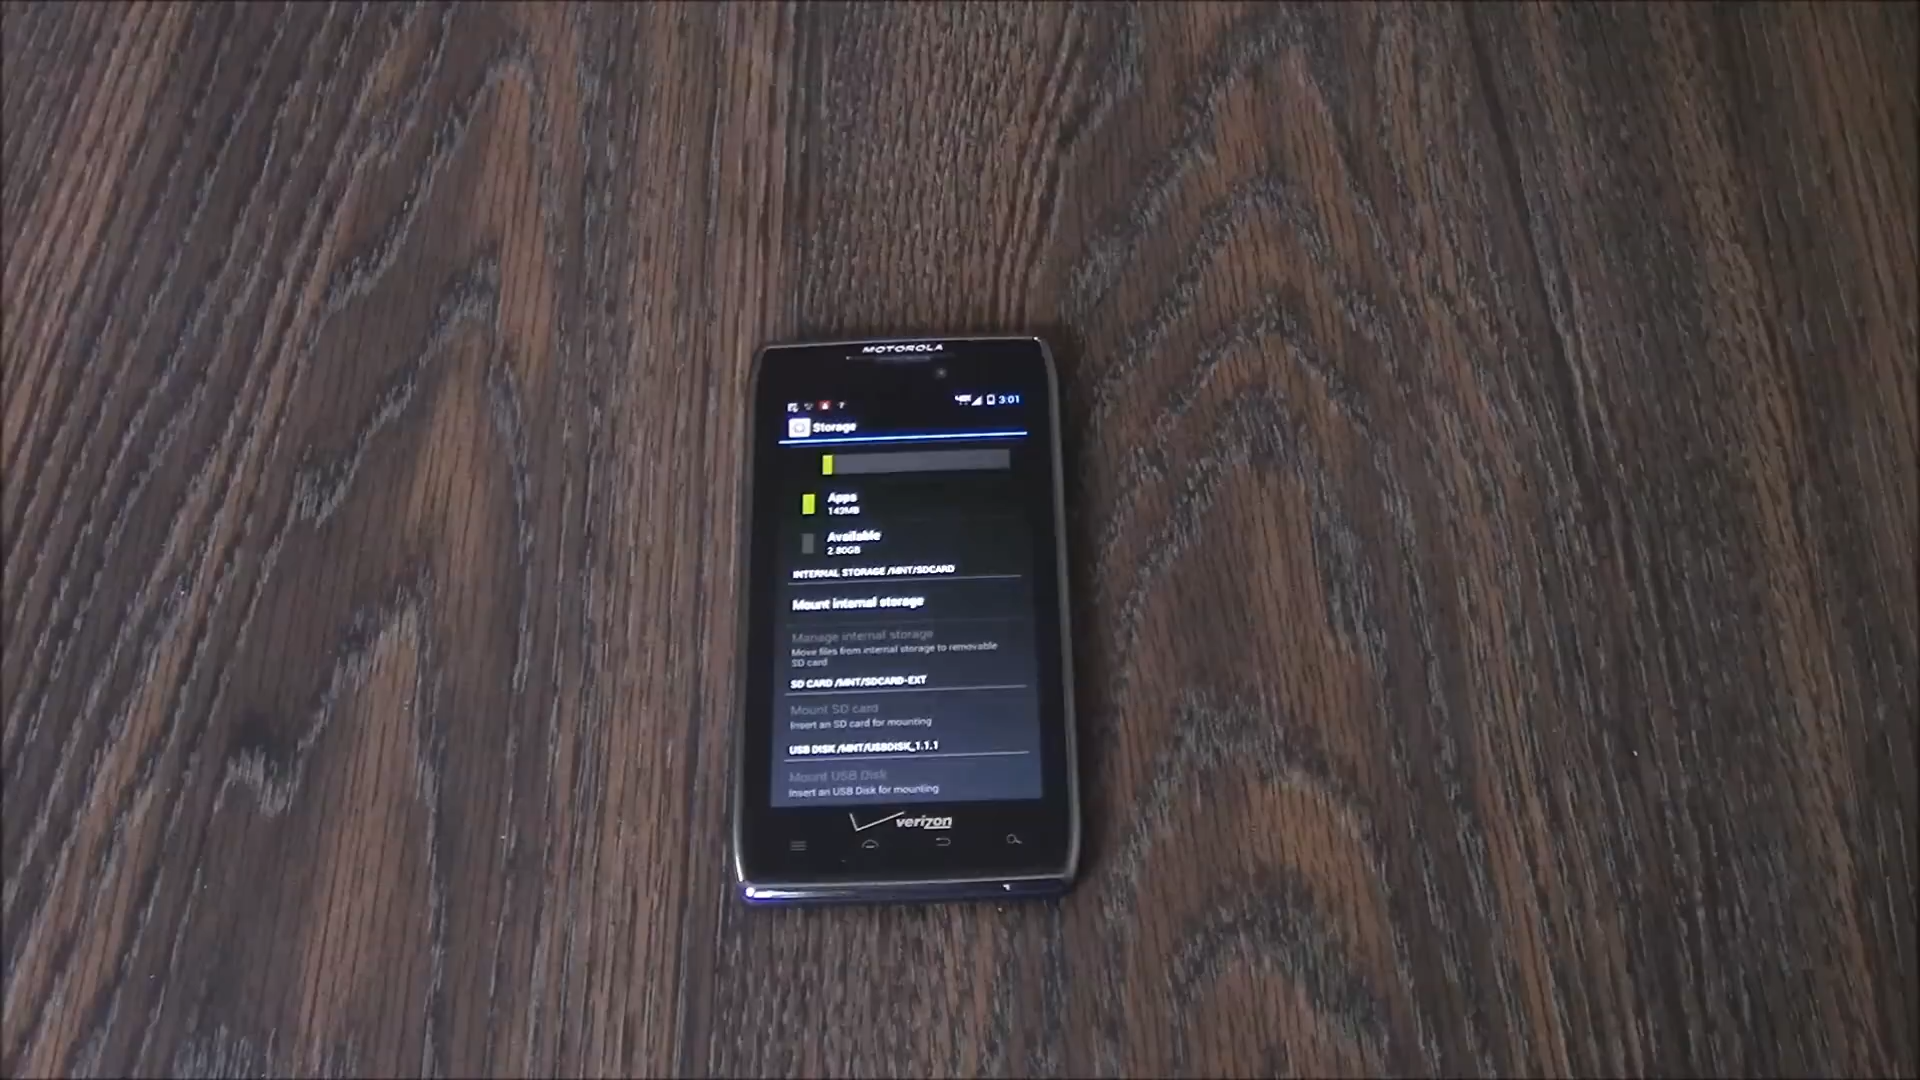 MOTOROLA
3:01
Storage
Apps
143MB
Available
2.80GB
INTERNAL STORAGE /MNT/SDCARD
Mount internal storage
Manage internal storage
Move files from internal storage to removable
SD card
SD CARD /MNT/SDCARD-EXT
Mount SD card
Insert an SD card for mounting
USB DISK /MNT/USBDISK_1.1.1
Mount USB Disk
Insert an USB Disk for mounting
verizon